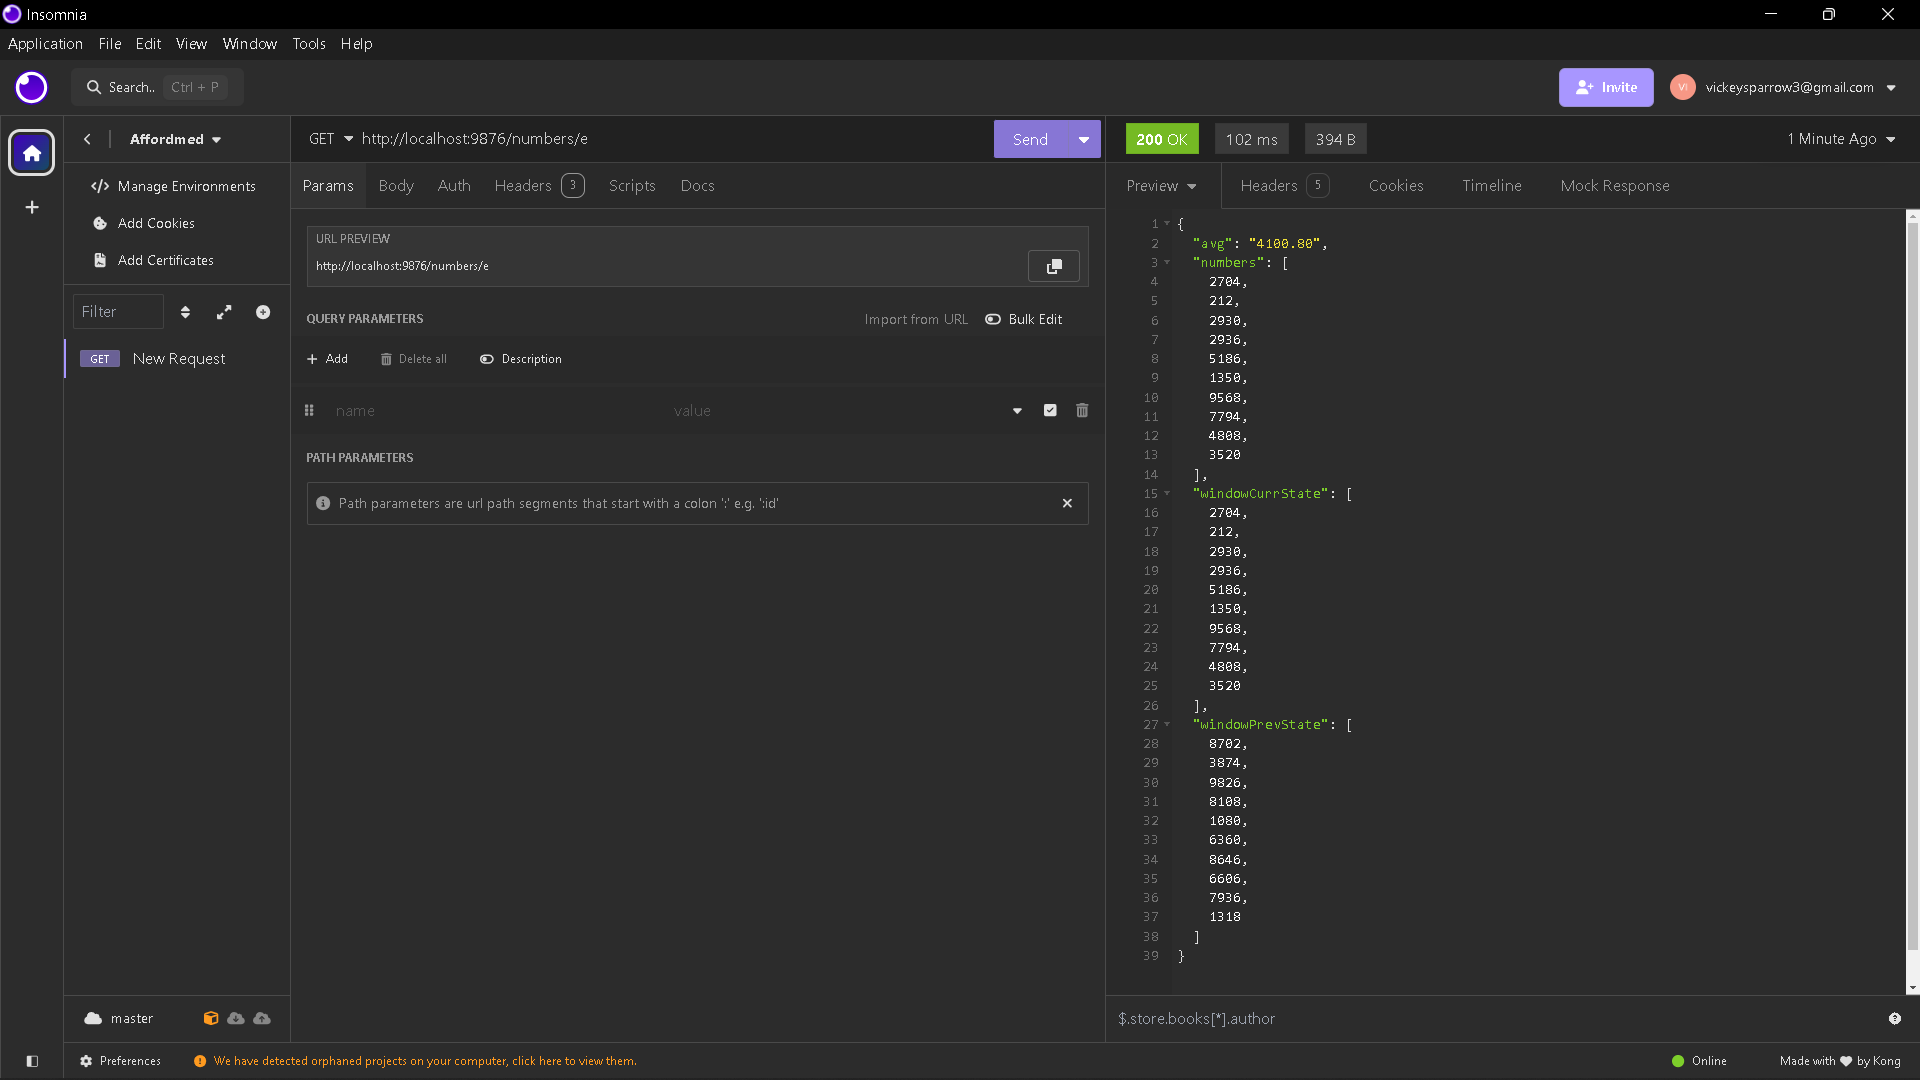 Insomnia
Application File Edit View Window Tools Help
Search.. Ctrl + P
Invite
VI vickeysparrow3@gmail.com
Affordmed
GET http://localhost:9876/numbers/e
Send
200 OK 102 ms 394 B
1 Minute Ago
Manage Environments
Add Cookies
Add Certificates
Filter
GET New Request
Params Body Auth Headers 3 Scripts Docs
URL PREVIEW
http://localhost:9876/numbers/e
QUERY PARAMETERS
Import from URL Bulk Edit
+ Add Delete all Description
name value
PATH PARAMETERS
Path parameters are url path segments that start with a colon ':' e.g. ':id'
Preview Headers 5 Cookies Timeline Mock Response
1 {
2 "avg": "4100.80",
3 "numbers": [
4 2704,
5 212,
6 2930,
7 2936,
8 5186,
9 1350,
10 9568,
11 7794,
12 4808,
13 3520
14 ],
15 "windowCurrState": [
16 2704,
17 212,
18 2930,
19 2936,
20 5186,
21 1350,
22 9568,
23 7794,
24 4808,
25 3520
26 ],
27 "windowPrevState": [
28 8702,
29 3874,
30 9826,
31 8108,
32 1080,
33 6360,
34 8646,
35 6606,
36 7936,
37 1318
38 ]
39 }
master
$.store.books[*].author
Preferences
We have detected orphaned projects on your computer, click here to view them.
Online
Made with ♥ by Kong